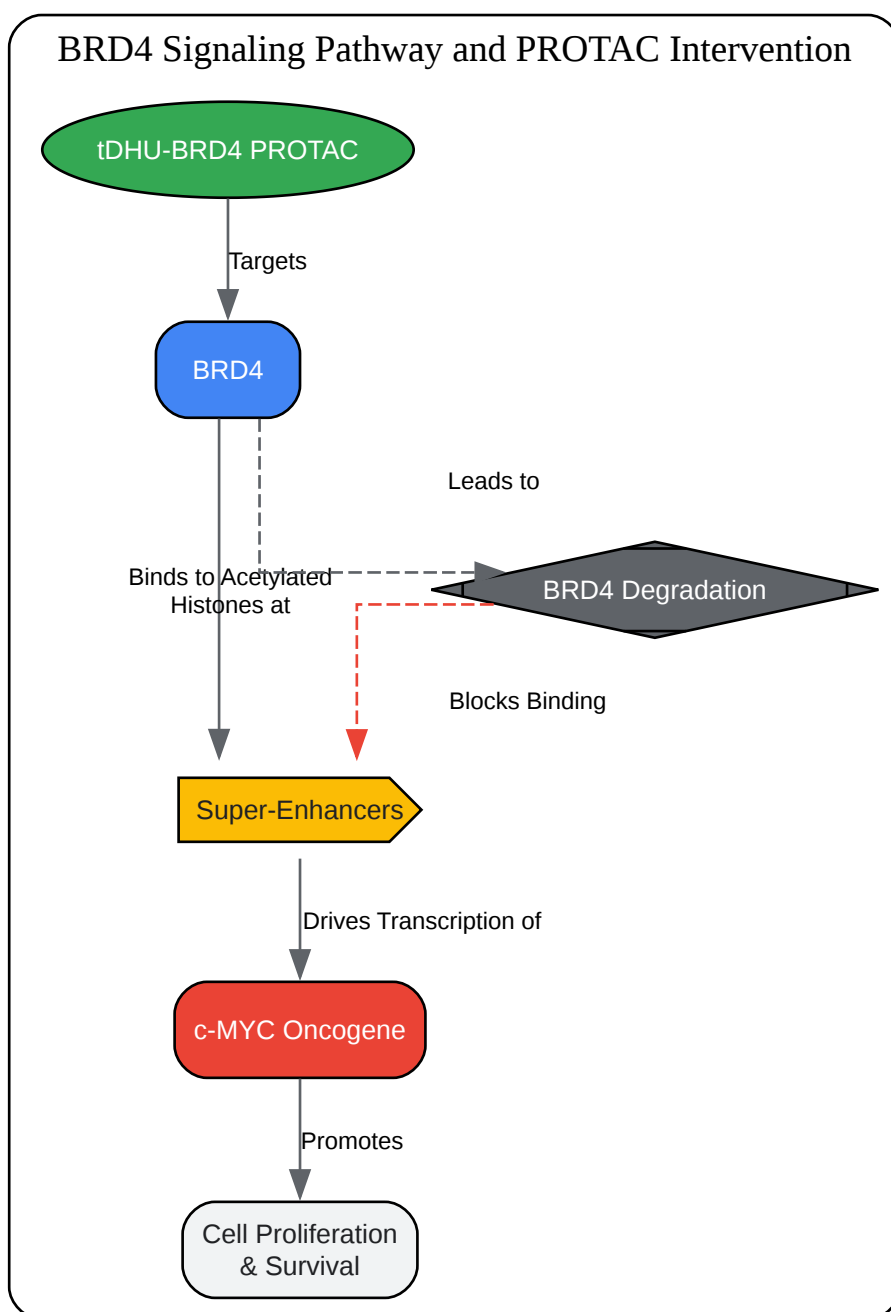 BRD4 Signaling Pathway and PROTAC Intervention
tDHU-BRD4 PROTAC
Targets
BRD4
Leads to
Binds to Acetylated
Histones at
BRD4 Degradation
Blocks Binding
Super-Enhancers
Drives Transcription of
c-MYC Oncogene
Promotes
Cell Proliferation
& Survival